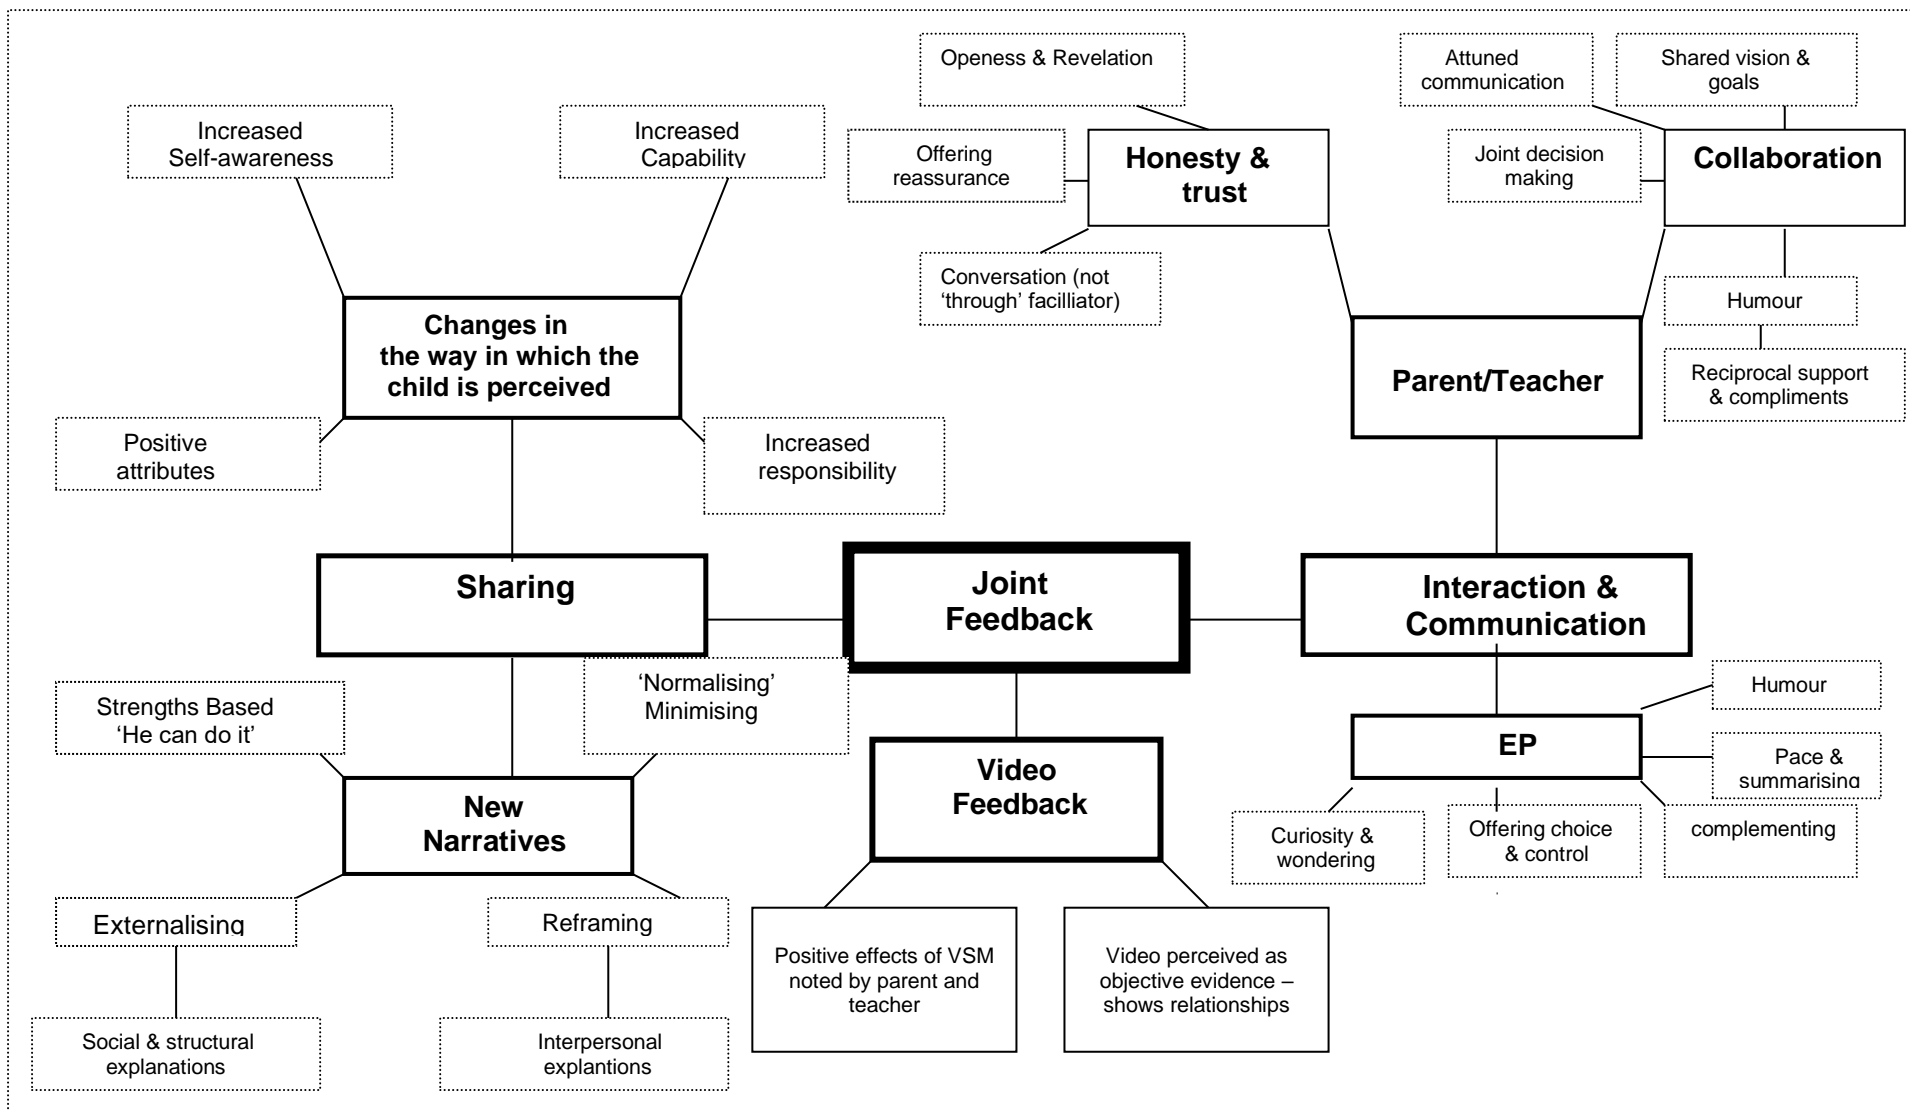 Openess & Revelation
Attuned
communication
Shared vision &
goals
Increased
Self-awareness
Increased
Capability
Offering
reassurance
Honesty &
trust
Joint decision
making
Collaboration
Conversation (not
‘through’ facilliator)
Humour
Changes in
the way in which the
child is perceived
Parent/Teacher
Reciprocal support
& compliments
Positive
attributes
Increased
responsibility
Sharing
Joint
Feedback
Interaction &
Communication
Strengths Based
‘He can do it’
‘Normalising’
Minimising
Humour
EP
Pace &
summarising
New
Narratives
Video
Feedback
Curiosity &
wondering
Offering choice
& control
complementing
Externalising
Reframing
Positive effects of VSM
noted by parent and
teacher
Video perceived as
objective evidence –
shows relationships
Social & structural
explanations
Interpersonal
explantions